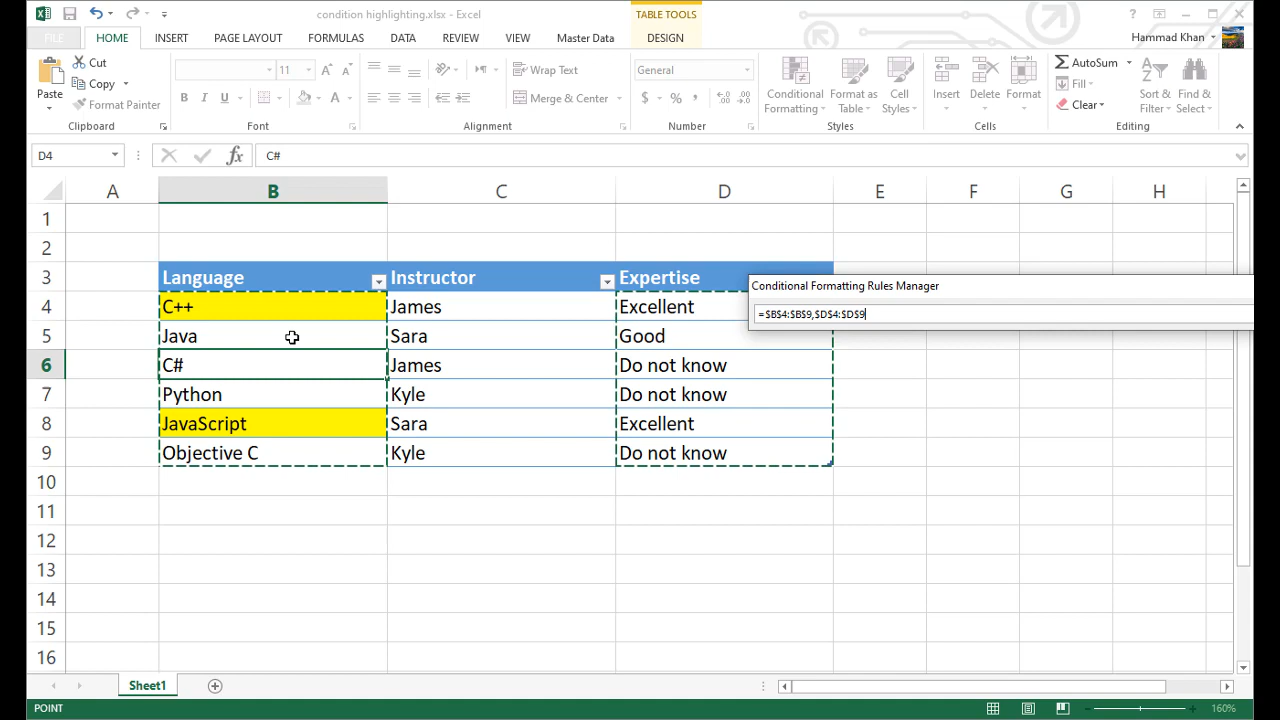 condition highlighting.xlsx - Excel
TABLE TOOLS
?
FILE
HOME
INSERT
PAGE LAYOUT
FORMULAS
DATA
REVIEW
VIEW
Master Data
DESIGN
Hammad Khan
Paste
Cut
Copy
Format Painter
Clipboard
11
B I U
Font
Wrap Text
Merge & Center
Alignment
General
$ % ,
Number
Conditional Formatting
Format as Table
Cell Styles
Styles
Insert
Delete
Format
Cells
AutoSum
Fill
Clear
Sort & Filter
Find & Select
Editing
D4
fx
C#
A B C D E F G H
1
2
3 Language Instructor Expertise
4 C++ James Excellent
5 Java Sara Good
6 C# James Do not know
7 Python Kyle Do not know
8 JavaScript Sara Excellent
9 Objective C Kyle Do not know
10
11
12
13
14
15
16
Conditional Formatting Rules Manager
=$B$4:$B$9,$D$4:$D$9
Sheet1
POINT
160%